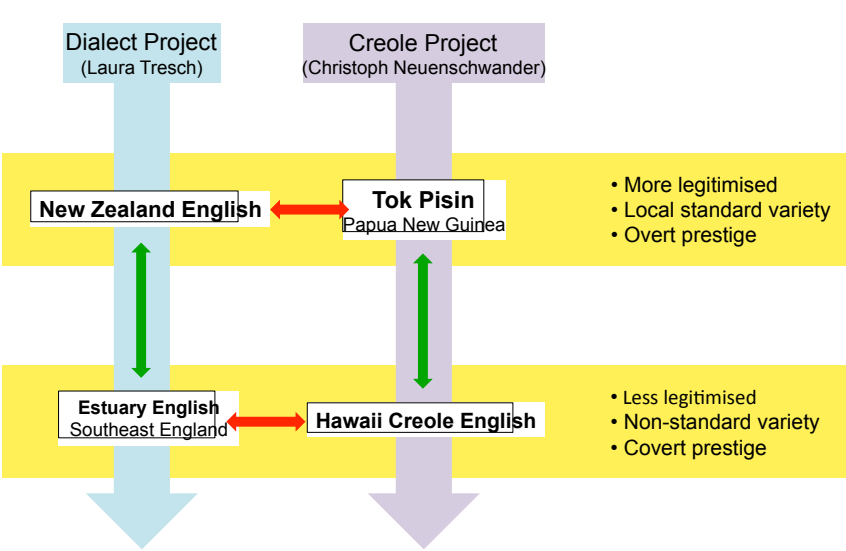 Dialect Project
(Laura Tresch)
Creole Project
(Christoph Neuenschwander)
New Zealand English
Tok Pisin
Papua New Guinea
• More legitimised
• Local standard variety
• Overt prestige
Estuary English
Southeast England
Hawaii Creole English
• Less legitimised
• Non-standard variety
• Covert prestige